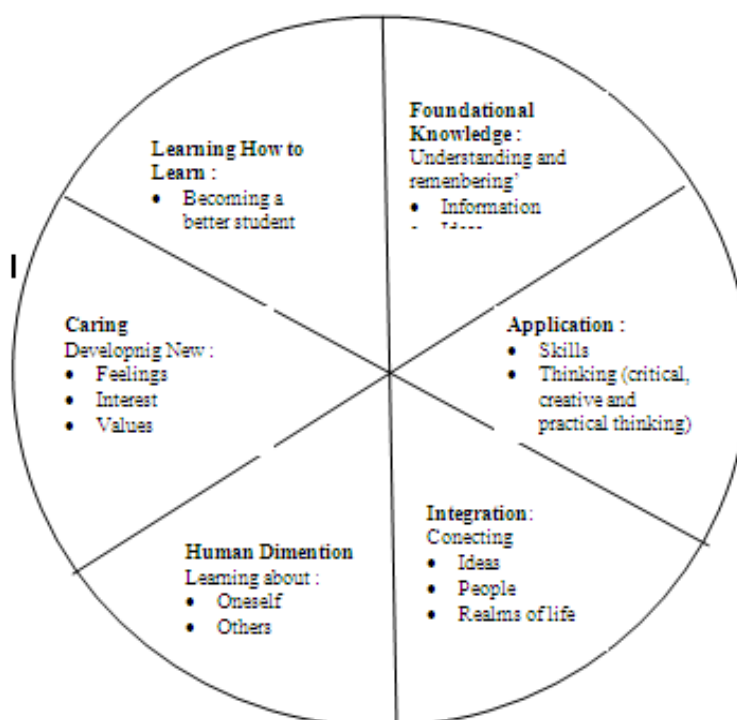 Foundational
Knowledge :
Understanding and
remenbering’
• Information
Learning How to
Learn :
• Becoming a
better student
Caring
Developnig New :
• Feelings
• Interest
• Values
Application :
• Skills
• Thinking (critical,
creative and
practical thinking)
Integration:
Conecting
• Ideas
• People
• Realms of life
Human Dimention
Learning about :
• Oneself
• Others